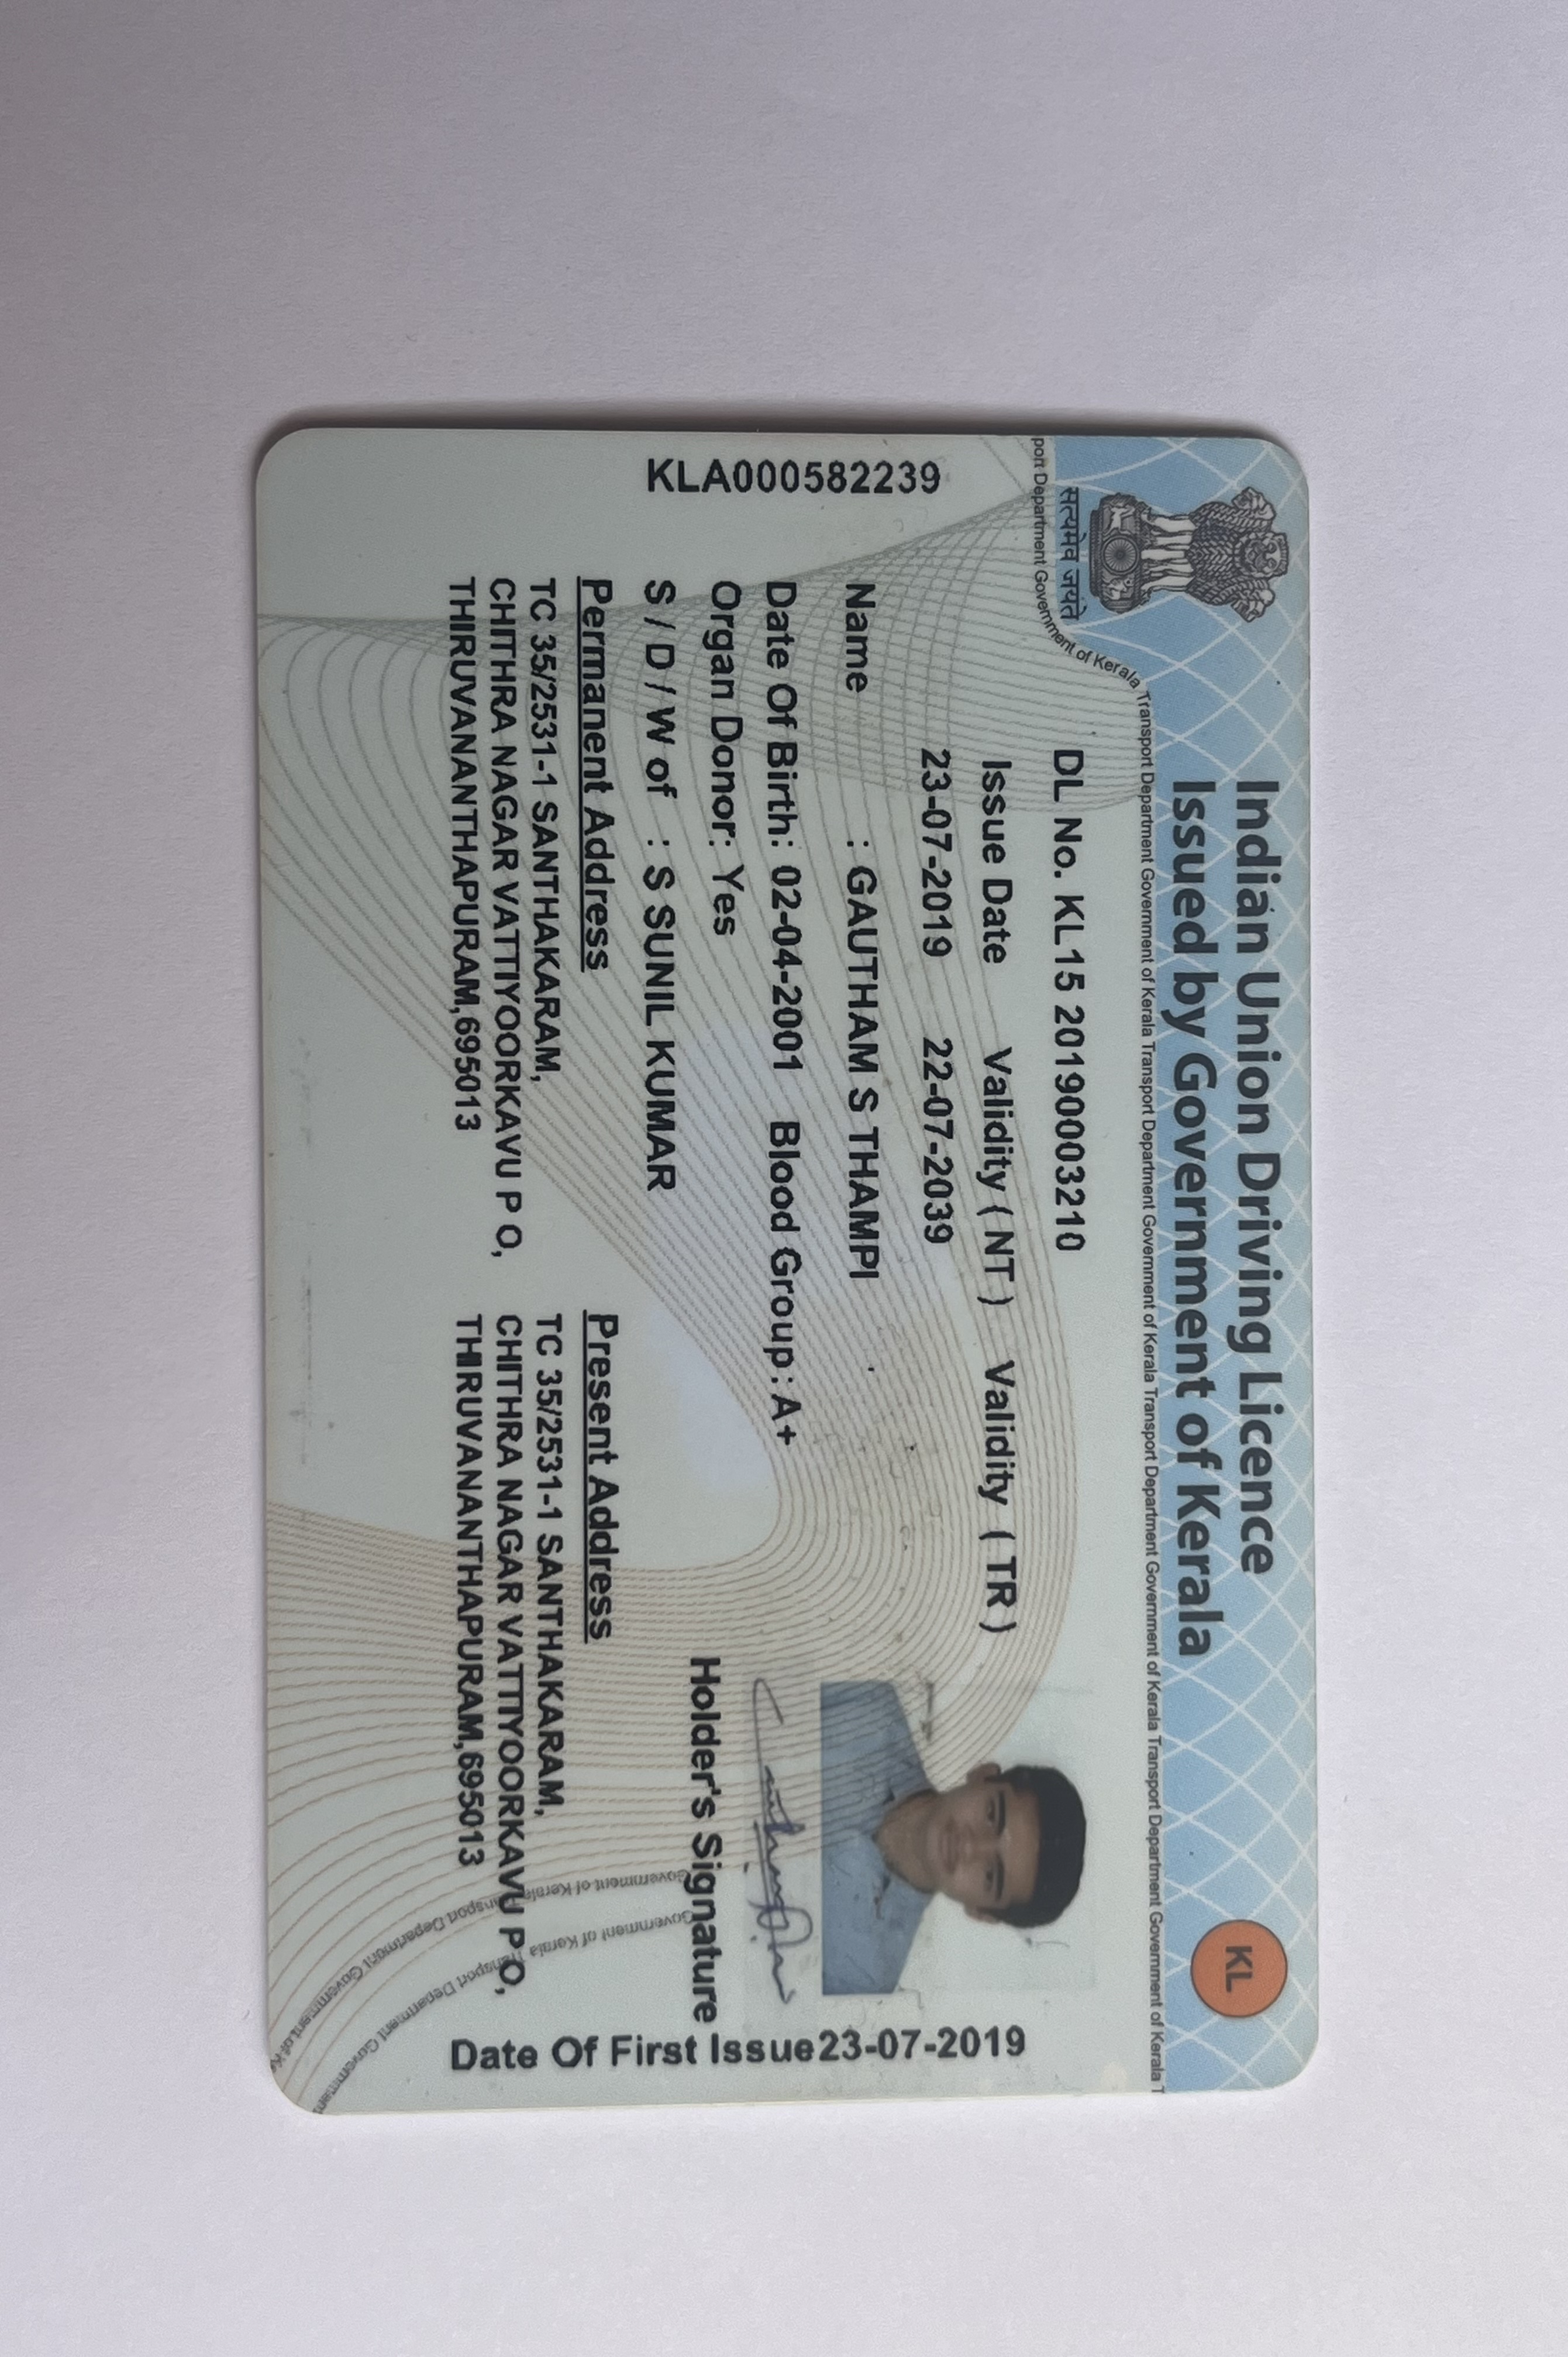 Indian Union Driving Licence
Issued by Government of Kerala
KL
सत्यमेव जयते
port Department Government of Kerala Transport Department Government of Kerala Transport Department Government of Kerala Transport Department Government of Kerala Transport Department Government of Kerala Transport Department Government of Kerala T
DL No. KL15 20190003210
Issue Date Validity ( NT ) Validity ( TR )
23-07-2019 22-07-2039
Name : GAUTHAM S THAMPI
Date Of Birth: 02-04-2001 Blood Group : A+
Organ Donor: Yes
S / D / W of : S SUNIL KUMAR
Holder's Signature
Permanent Address
TC 35/2531-1 SANTHAKARAM,
CHITHRA NAGAR VATTIYOORKAVU P O,
THIRUVANANTHAPURAM,695013
Present Address
TC 35/2531-1 SANTHAKARAM,
CHITHRA NAGAR VATTIYOORKAVU P O,
THIRUVANANTHAPURAM,695013
KLA000582239
Date Of First Issue23-07-2019
Government of Kerala Transport Department Government of K
Government of Kerala Transport Department Government